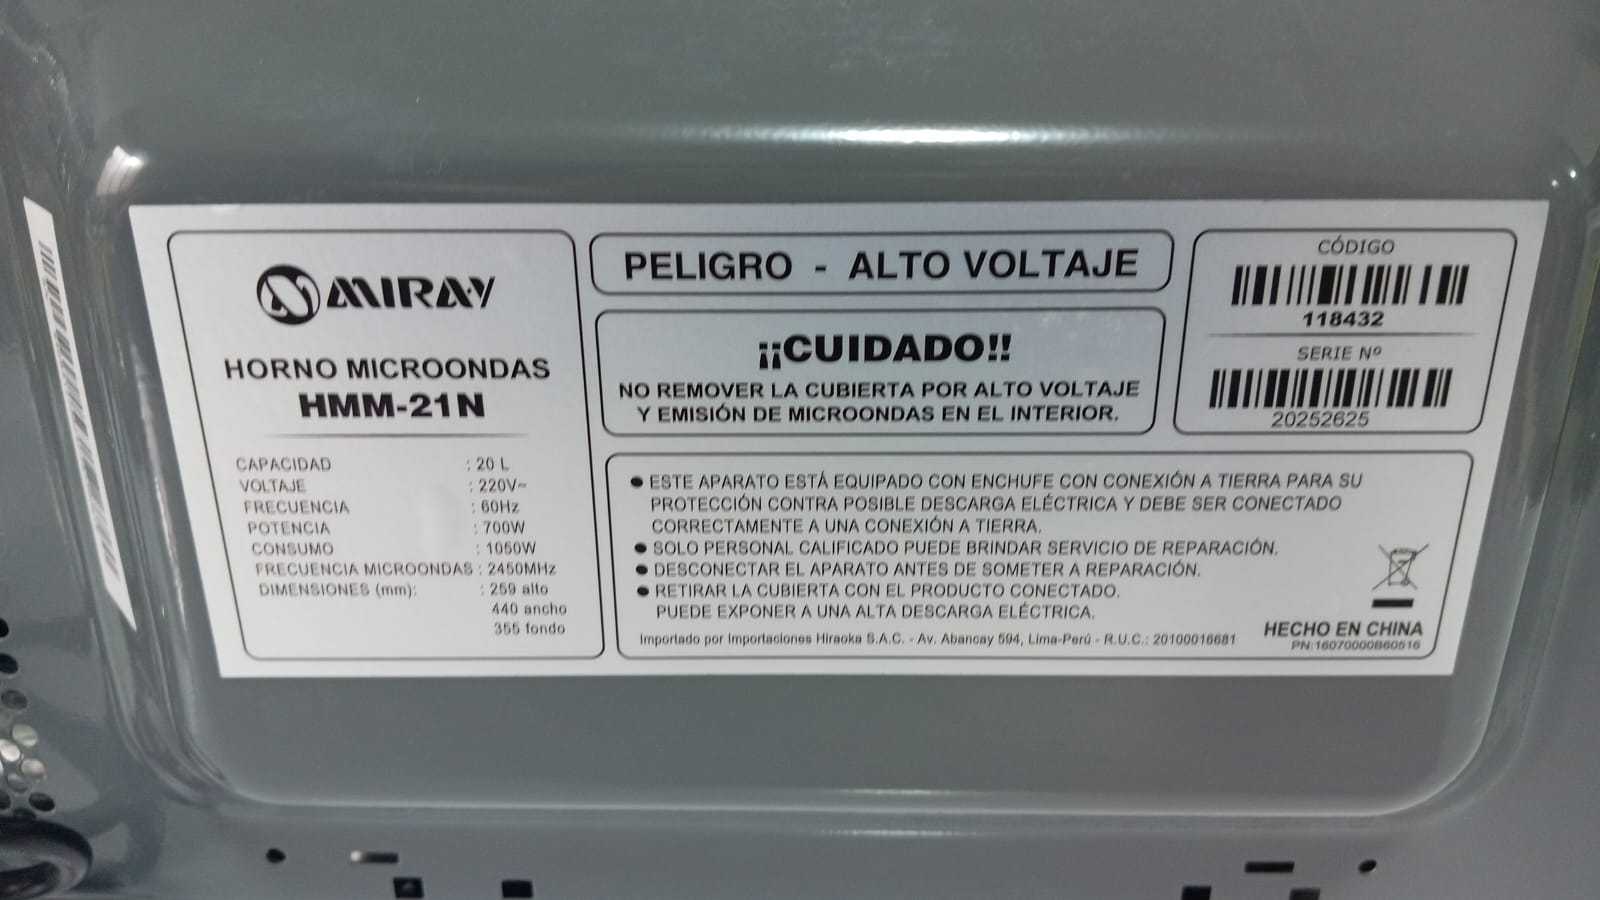 MIRAY
HORNO MICROONDAS
HMM-21N
CAPACIDAD : 20 L
VOLTAJE : 220V~
FRECUENCIA : 60Hz
POTENCIA : 700W
CONSUMO : 1050W
FRECUENCIA MICROONDAS : 2450MHz
DIMENSIONES (mm): : 259 alto
440 ancho
355 fondo
PELIGRO - ALTO VOLTAJE
¡¡CUIDADO!!
NO REMOVER LA CUBIERTA POR ALTO VOLTAJE
Y EMISIÓN DE MICROONDAS EN EL INTERIOR.
CÓDIGO
118432
SERIE Nº
20252625
● ESTE APARATO ESTÁ EQUIPADO CON ENCHUFE CON CONEXIÓN A TIERRA PARA SU
PROTECCIÓN CONTRA POSIBLE DESCARGA ELÉCTRICA Y DEBE SER CONECTADO
CORRECTAMENTE A UNA CONEXIÓN A TIERRA.
● SOLO PERSONAL CALIFICADO PUEDE BRINDAR SERVICIO DE REPARACIÓN.
● DESCONECTAR EL APARATO ANTES DE SOMETER A REPARACIÓN.
● RETIRAR LA CUBIERTA CON EL PRODUCTO CONECTADO.
PUEDE EXPONER A UNA ALTA DESCARGA ELÉCTRICA.
Importado por Importaciones Hiraoka S.A.C. - Av. Abancay 594, Lima-Perú - R.U.C.: 20100016681
HECHO EN CHINA
PN:16070000B60516